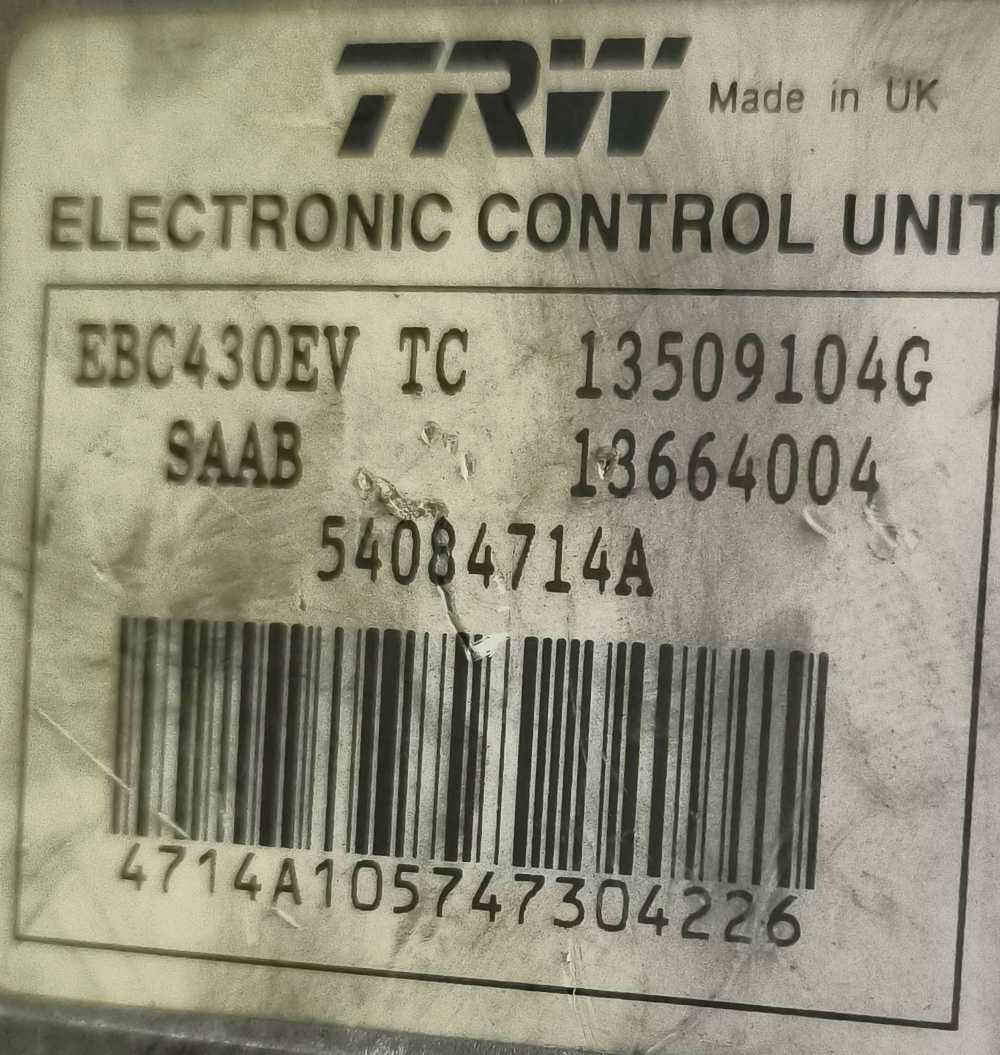 TRW Made in UK
ELECTRONIC CONTROL UNIT
EBC430EV TC 13509104G
SAAB 13664004
54084714A
4714A105747304226